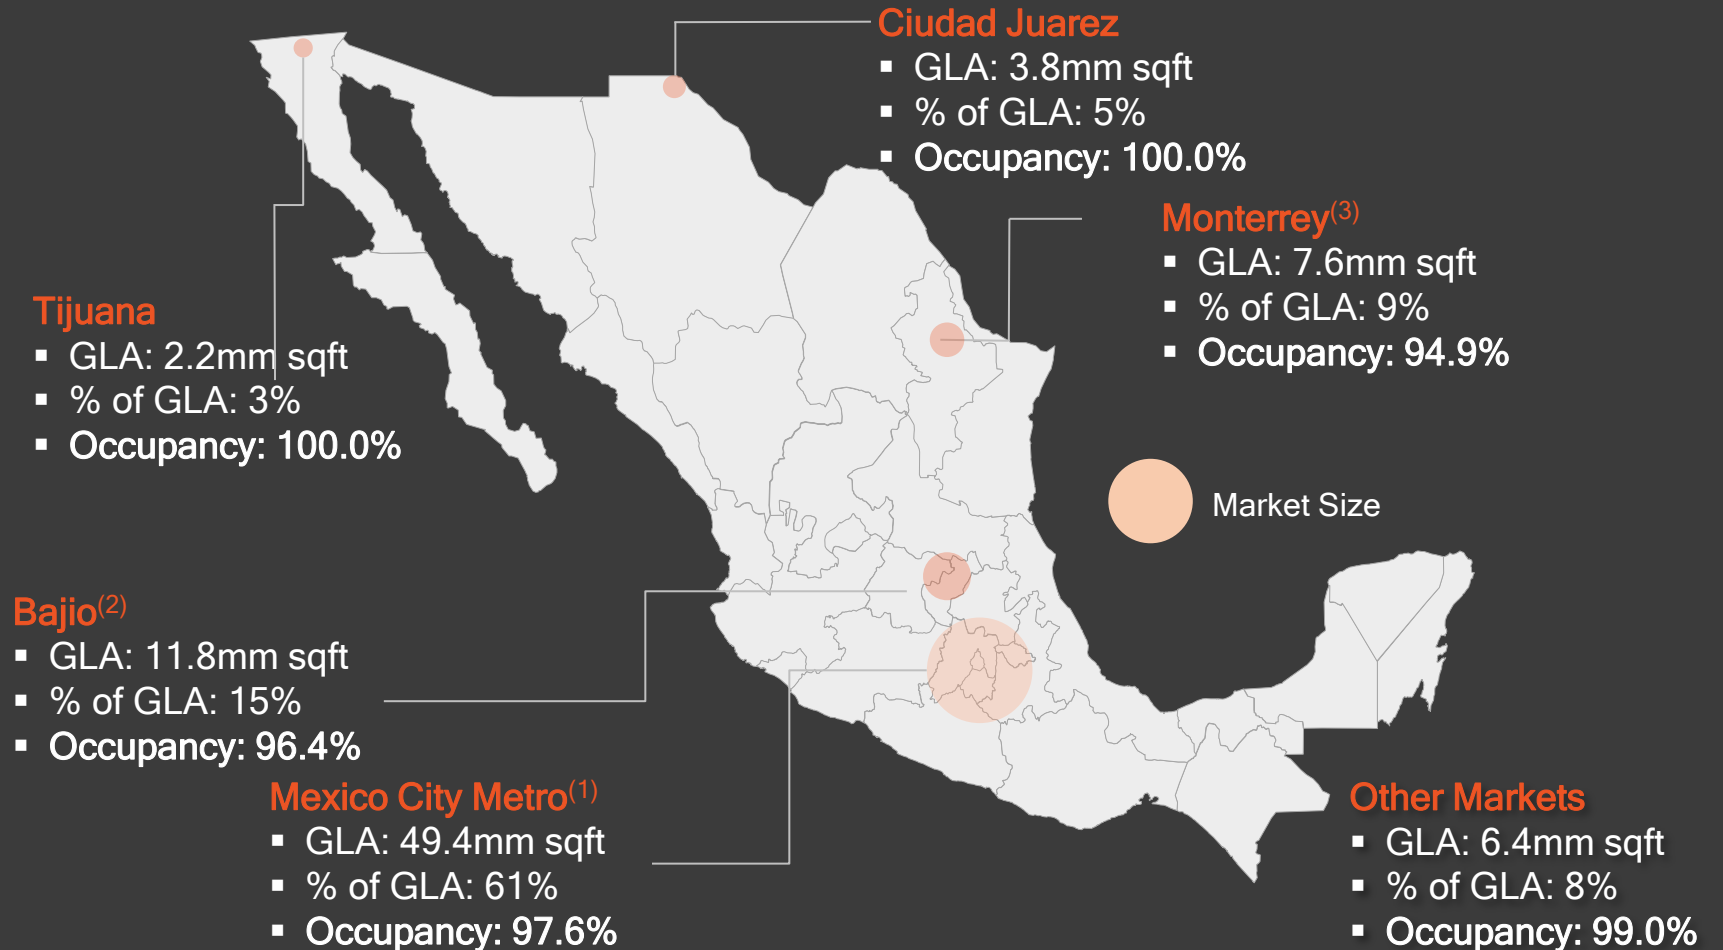 Ciudad Juarez
▪ GLA: 3.8mm sqft
▪ % of GLA: 5%
▪ Occupancy: 100.0%
Monterrey(3)
▪ GLA: 7.6mm sqft
▪ % of GLA: 9%
▪ Occupancy: 94.9%
Tijuana
▪ GLA: 2.2mm sqft
▪ % of GLA: 3%
▪ Occupancy: 100.0%
Market Size
Bajio(2)
▪ GLA: 11.8mm sqft
▪ % of GLA: 15%
▪ Occupancy: 96.4%
Mexico City Metro(1)
▪ GLA: 49.4mm sqft
▪ % of GLA: 61%
▪ Occupancy: 97.6%
Other Markets
▪ GLA: 6.4mm sqft
▪ % of GLA: 8%
▪ Occupancy: 99.0%